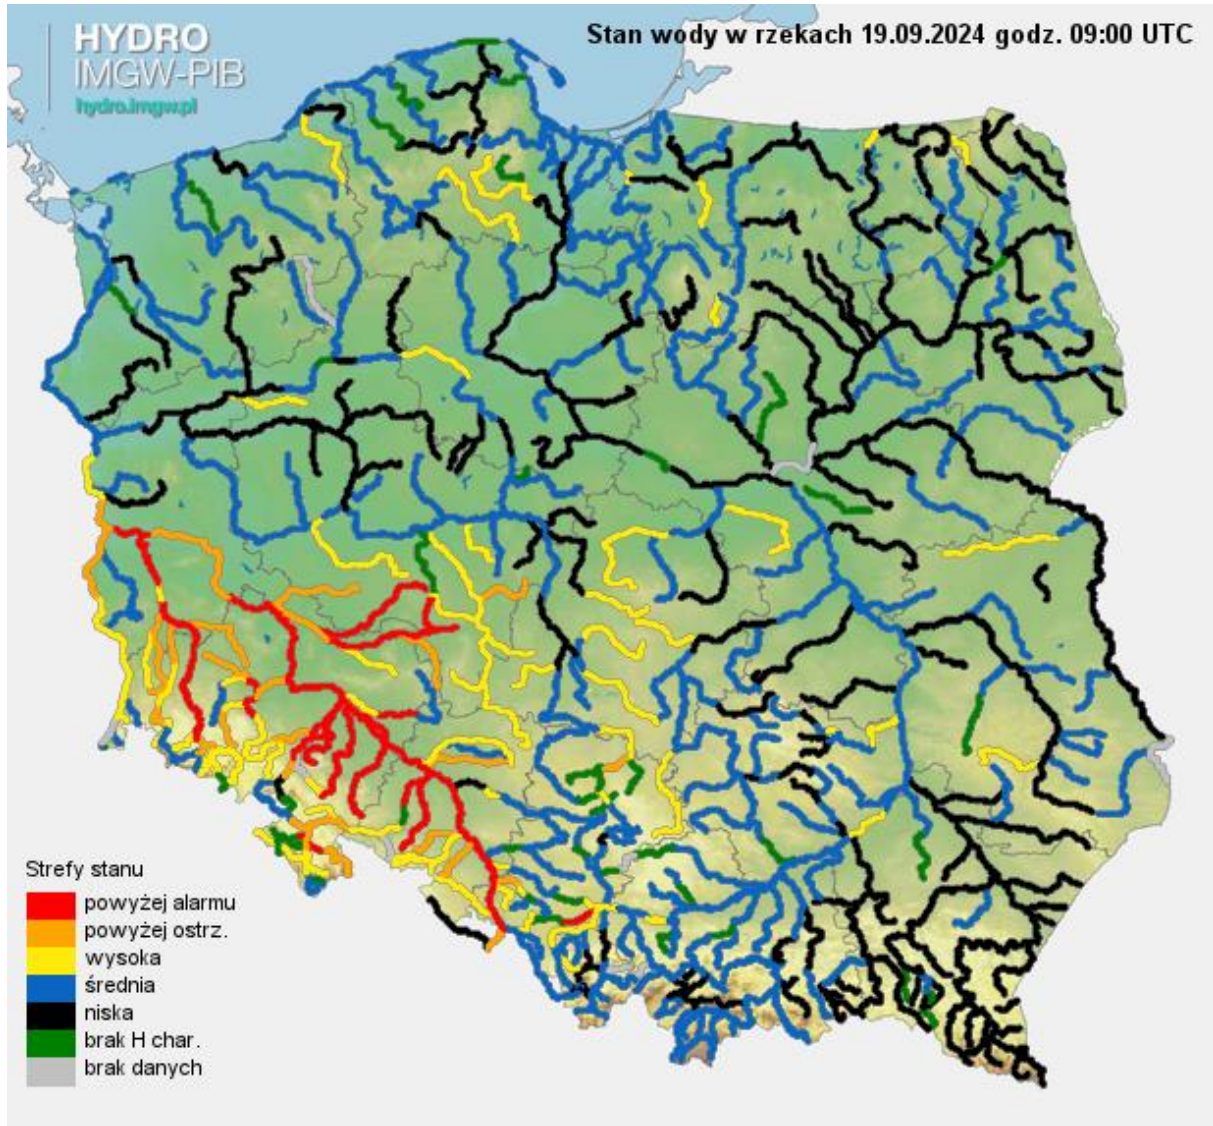 HYDRO
IMGW-PIB
hydro.imgw.pl
Stan wody w rzekach 19.09.2024 godz. 09:00 UTC
Strefy stanu
powyżej alarmu
powyżej ostrz.
wysoka
średnia
niska
brak H char.
brak danych